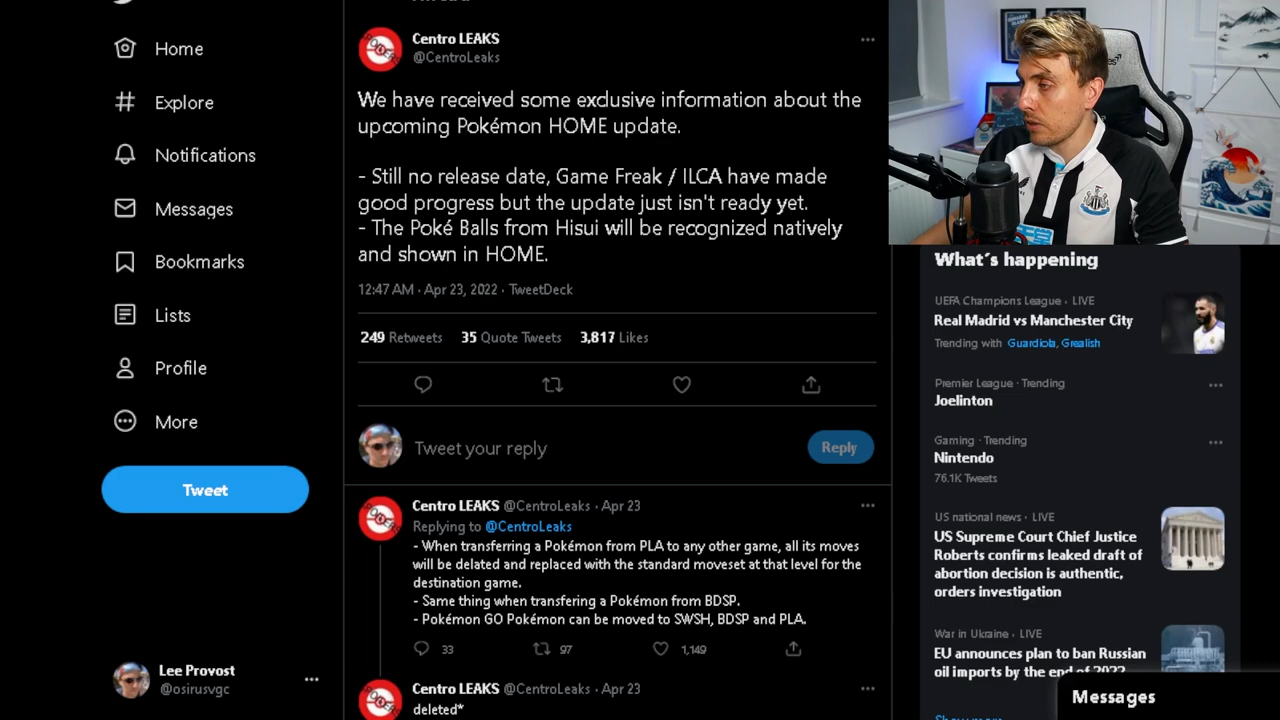 Home
Explore
Notifications
Messages
Bookmarks
Lists
Profile
More
Tweet
Lee Provost
@osirusvgc
Centro LEAKS
@CentroLeaks
We have received some exclusive information about the
upcoming Pokémon HOME update.
- Still no release date, Game Freak / ILCA have made
good progress but the update just isn't ready yet.
- The Poké Balls from Hisui will be recognized natively
and shown in HOME.
12:47 AM · Apr 23, 2022 · TweetDeck
249 Retweets 35 Quote Tweets 3,817 Likes
Tweet your reply
Reply
Centro LEAKS @CentroLeaks · Apr 23
Replying to @CentroLeaks
- When transferring a Pokémon from PLA to any other game, all its moves
will be delated and replaced with the standard moveset at that level for the
destination game.
- Same thing when transfering a Pokémon from BDSP.
- Pokémon GO Pokémon can be moved to SWSH, BDSP and PLA.
33 97 1,149
Centro LEAKS @CentroLeaks · Apr 23
deleted*
What's happening
UEFA Champions League · LIVE
Real Madrid vs Manchester City
Trending with Guardiola, Grealish
Premier League · Trending
Joelinton
Gaming · Trending
Nintendo
76.1K Tweets
US national news · LIVE
US Supreme Court Chief Justice
Roberts confirms leaked draft of
abortion decision is authentic,
orders investigation
War in Ukraine · LIVE
EU announces plan to ban Russian
oil imports by the end of 2022
Messages